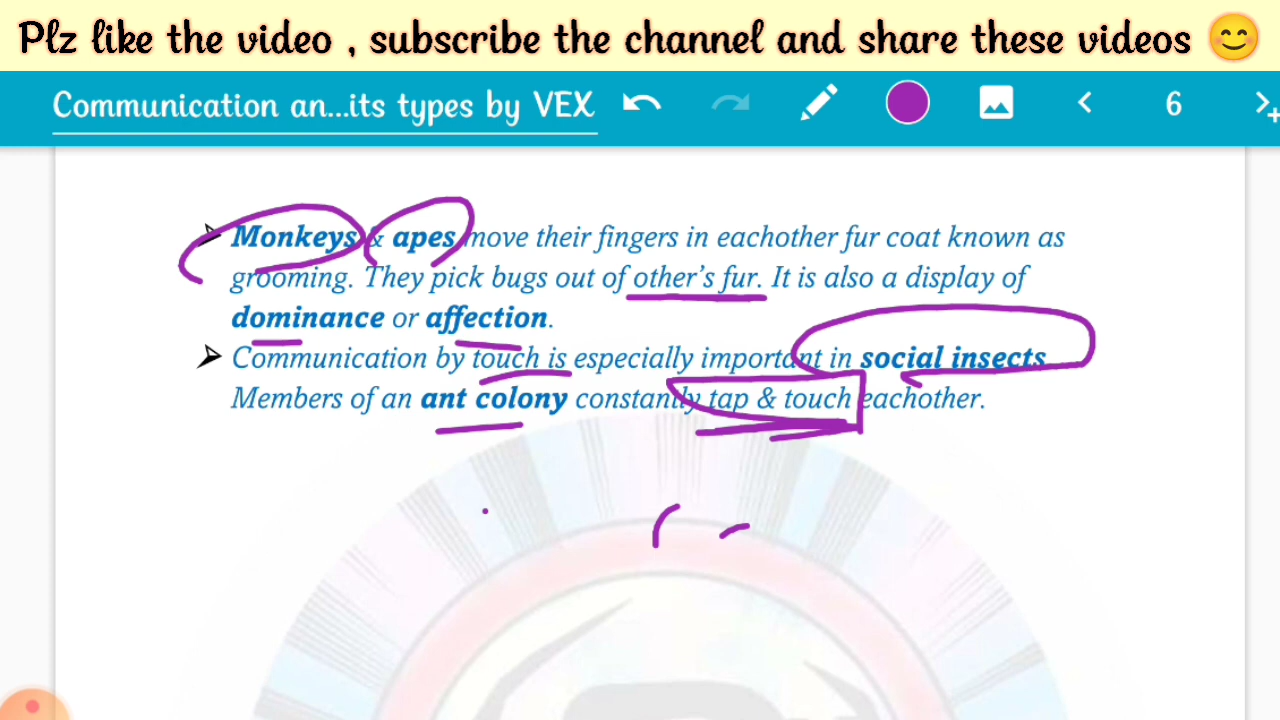 Plz like the video , subscribe the channel and share these videos 😊
Communication an...its types by VEX
6
➢ Monkeys & apes move their fingers in eachother fur coat known as
grooming. They pick bugs out of other's fur. It is also a display of
dominance or affection.
➢ Communication by touch is especially important in social insects.
Members of an ant colony constantly tap & touch eachother.